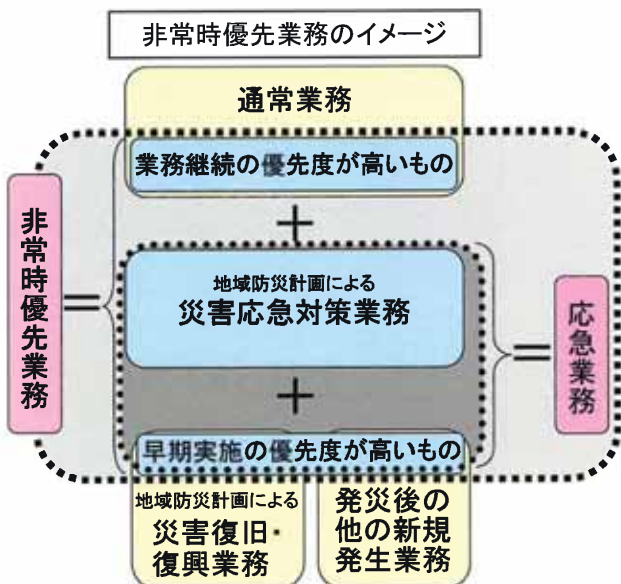 非常時優先業務のイメージ
通常業務
業務継続の優先度が高いもの
+
非常時優先業務
=
地域防災計画による
災害応急対策業務
=
応急業務
+
早期実施の優先度が高いもの
地域防災計画による
災害復旧・
復興業務
発災後の
他の新規
発生業務